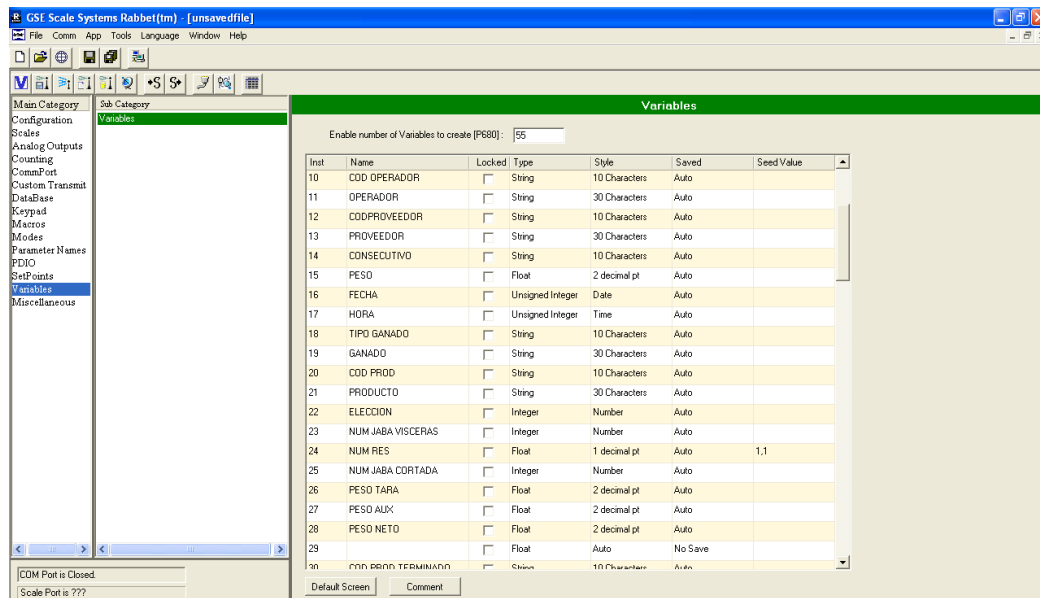 GSE Scale Systems Rabbet(tm) - [unsavedfile]
File Comm App Tools Language Window Help
Main Category
Configuration
Scales
Analog Outputs
Counting
CommPort
Custom Transmit
DataBase
Keypad
Macros
Modes
Parameter Names
PDIO
SetPoints
Variables
Miscellaneous
Sub Category
Variables
Variables
Enable number of Variables to create [P680] : 55
Inst Name Locked Type Style Saved Seed Value
10 COD OPERADOR String 10 Characters Auto
11 OPERADOR String 30 Characters Auto
12 CODPROVEEDOR String 10 Characters Auto
13 PROVEEDOR String 30 Characters Auto
14 CONSECUTIVO String 10 Characters Auto
15 PESO Float 2 decimal pt Auto
16 FECHA Unsigned Integer Date Auto
17 HORA Unsigned Integer Time Auto
18 TIPO GANADO String 10 Characters Auto
19 GANADO String 30 Characters Auto
20 COD PROD String 10 Characters Auto
21 PRODUCTO String 30 Characters Auto
22 ELECCION Integer Number Auto
23 NUM JABA VISCERAS Integer Number Auto
24 NUM RES Float 1 decimal pt Auto 1,1
25 NUM JABA CORTADA Integer Number Auto
26 PESO TARA Float 2 decimal pt Auto
27 PESO AUX Float 2 decimal pt Auto
28 PESO NETO Float 2 decimal pt Auto
29 Float Auto No Save
30 COD PROD TERMINADO String 10 Characters Auto
Default Screen Comment
COM Port is Closed.
Scale Port is ???